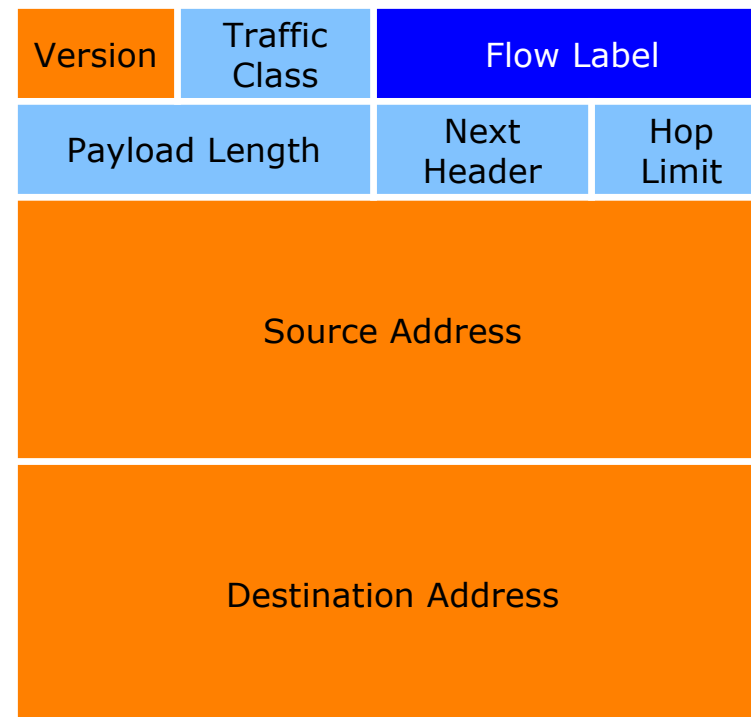 Version
Traffic
Class
Flow Label
Payload Length
Next
Header
Hop
Limit
Source Address
Destination Address